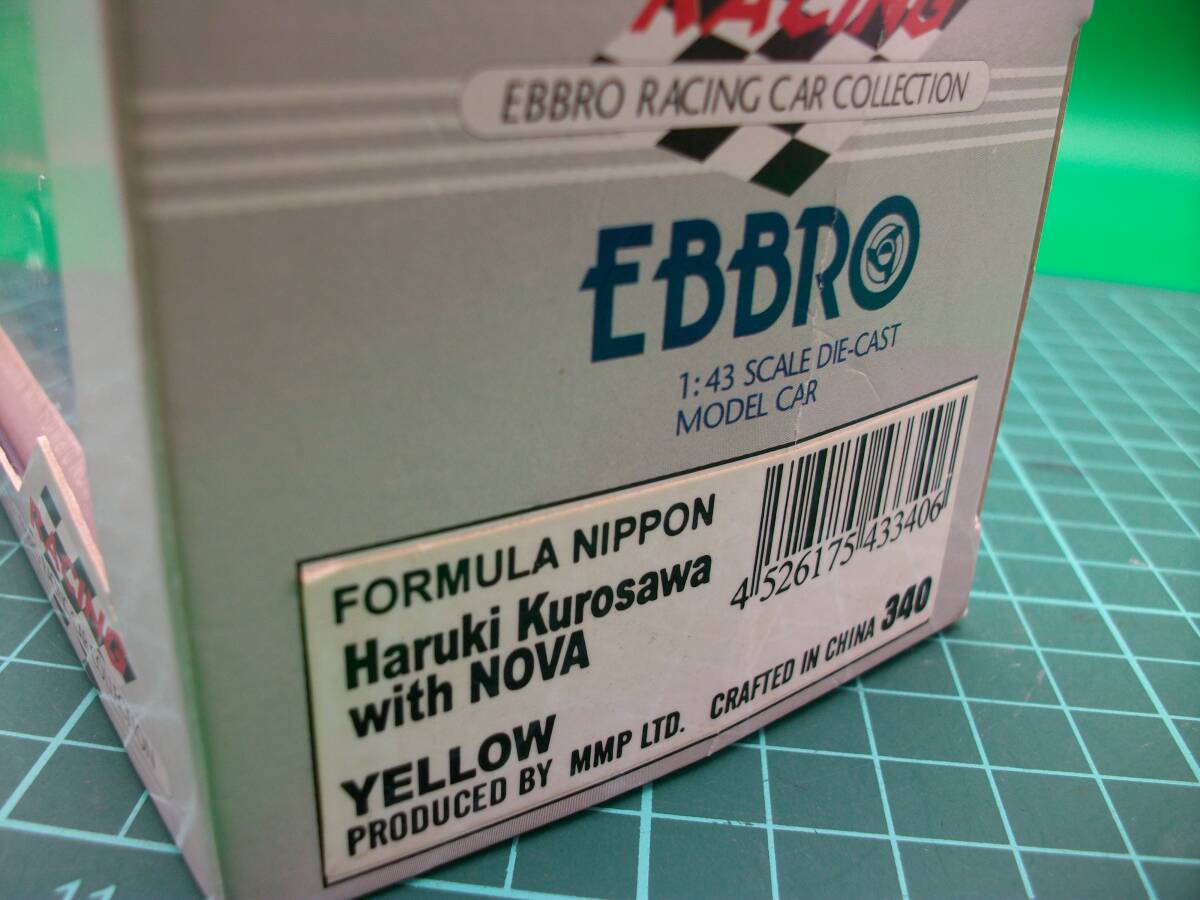 RACING
EBBRO RACING CAR COLLECTION
EBBRO
1:43 SCALE DIE-CAST
MODEL CAR
FORMULA NIPPON
Haruki Kurosawa
with NOVA
YELLOW
PRODUCED BY MMP LTD. CRAFTED IN CHINA 340
4 526175 433406
RACING
11